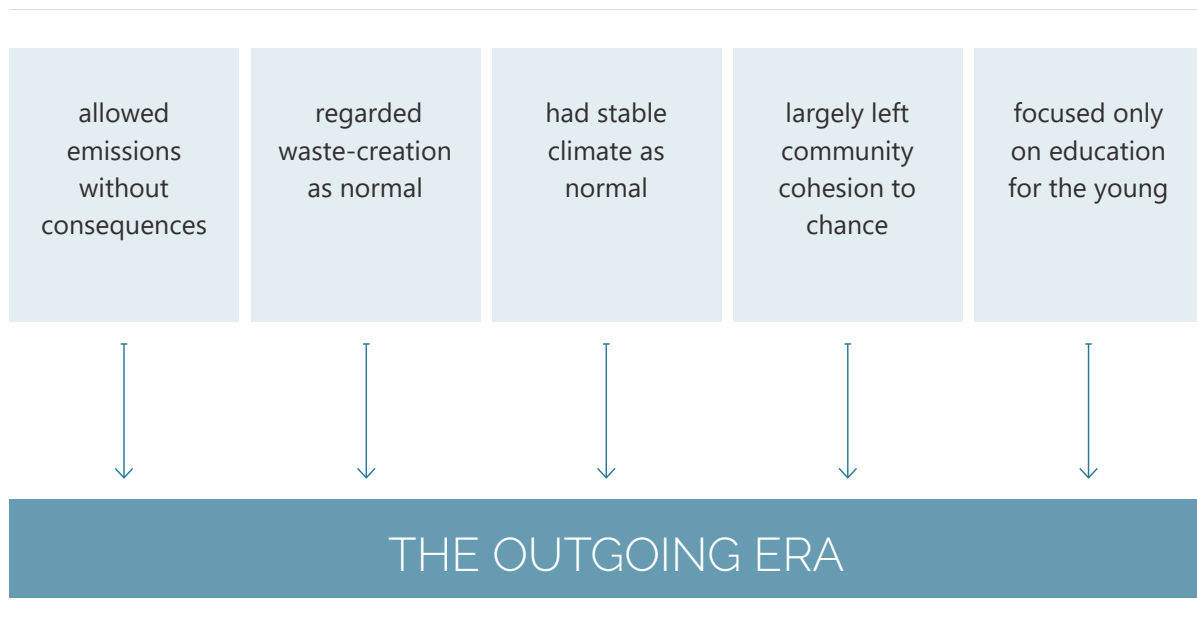 allowed
emissions
without
consequences
regarded
waste-creation
as normal
had stable
climate as
normal
largely left
community
cohesion to
chance
focused only
on education
for the young
THE OUTGOING ERA